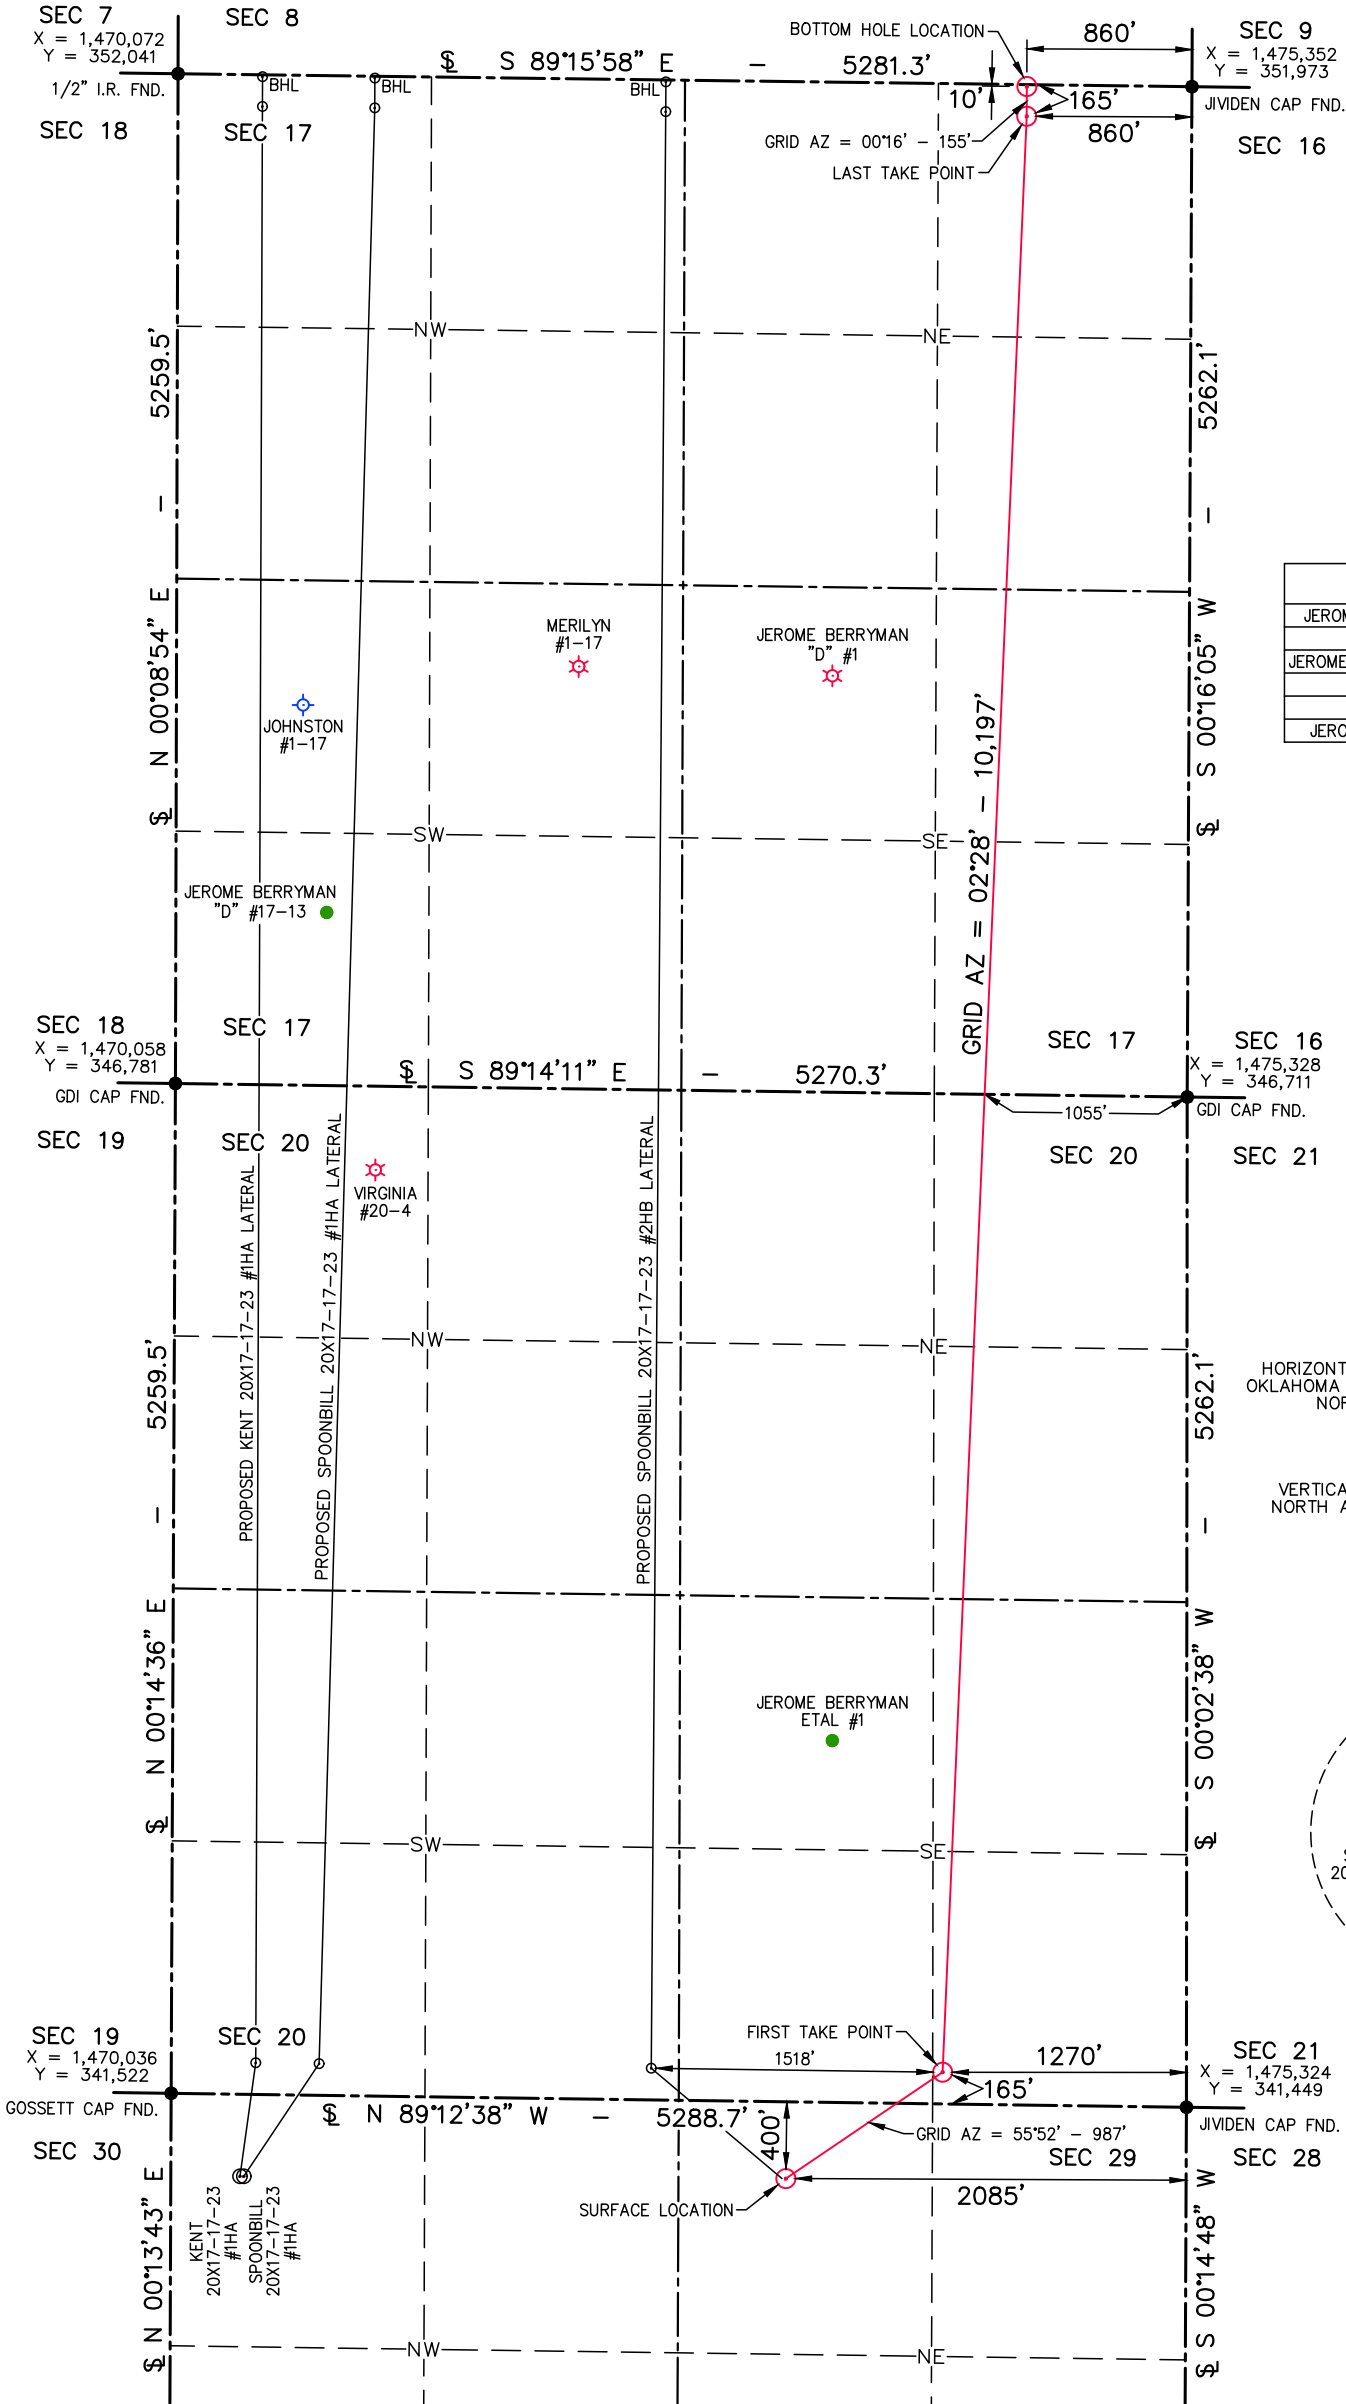 SEC 7
SEC 8
X = 1,470,072
Y = 352,041
1/2" I.R. FND.
SEC 18
SEC 17
BHL
BHL
BHL
℄ S 89°15'58" E - 5281.3'
BOTTOM HOLE LOCATION
860'
SEC 9
X = 1,475,352
Y = 351,973
JIVIDEN CAP FND.
10'
165'
860'
GRID AZ = 00°16' - 155'
LAST TAKE POINT
SEC 16
NW
NE
℄ N 00°08'54" E - 5259.5'
℄ S 00°16'05" W - 5262.1'
MERILYN
#1-17
JEROME BERRYMAN
"D" #1
JOHNSTON
#1-17
GRID AZ = 02°28' - 10,197'
JEROM
JEROME
JERO
SW
SE
JEROME BERRYMAN
"D" #17-13
SEC 18
SEC 17
X = 1,470,058
Y = 346,781
GDI CAP FND.
SEC 19
SEC 20
℄ S 89°14'11" E - 5270.3'
SEC 17
SEC 16
X = 1,475,328
Y = 346,711
GDI CAP FND.
1055'
SEC 20
SEC 21
VIRGINIA
#20-4
PROPOSED KENT 20X17-17-23 #1HA LATERAL
PROPOSED SPOONBILL 20X17-17-23 #1HA LATERAL
PROPOSED SPOONBILL 20X17-17-23 #2HB LATERAL
NW
NE
℄ N 00°14'36" E - 5259.5'
℄ S 00°02'38" W - 5262.1'
HORIZONT
OKLAHOMA
NOR
VERTICA
NORTH A
JEROME BERRYMAN
ETAL #1
SW
SE
20
SEC 19
SEC 20
X = 1,470,036
Y = 341,522
GOSSETT CAP FND.
SEC 30
FIRST TAKE POINT
1518'
1270'
165'
SEC 21
X = 1,475,324
Y = 341,449
JIVIDEN CAP FND.
℄ N 89°12'38" W - 5288.7'
400'
GRID AZ = 55°52' - 987'
SEC 29
SEC 28
2085'
SURFACE LOCATION
KENT
20X17-17-23
#1HA
SPOONBILL
20X17-17-23
#1HA
℄ N 00°13'43" E
℄ S 00°14'48" W
NW
NE